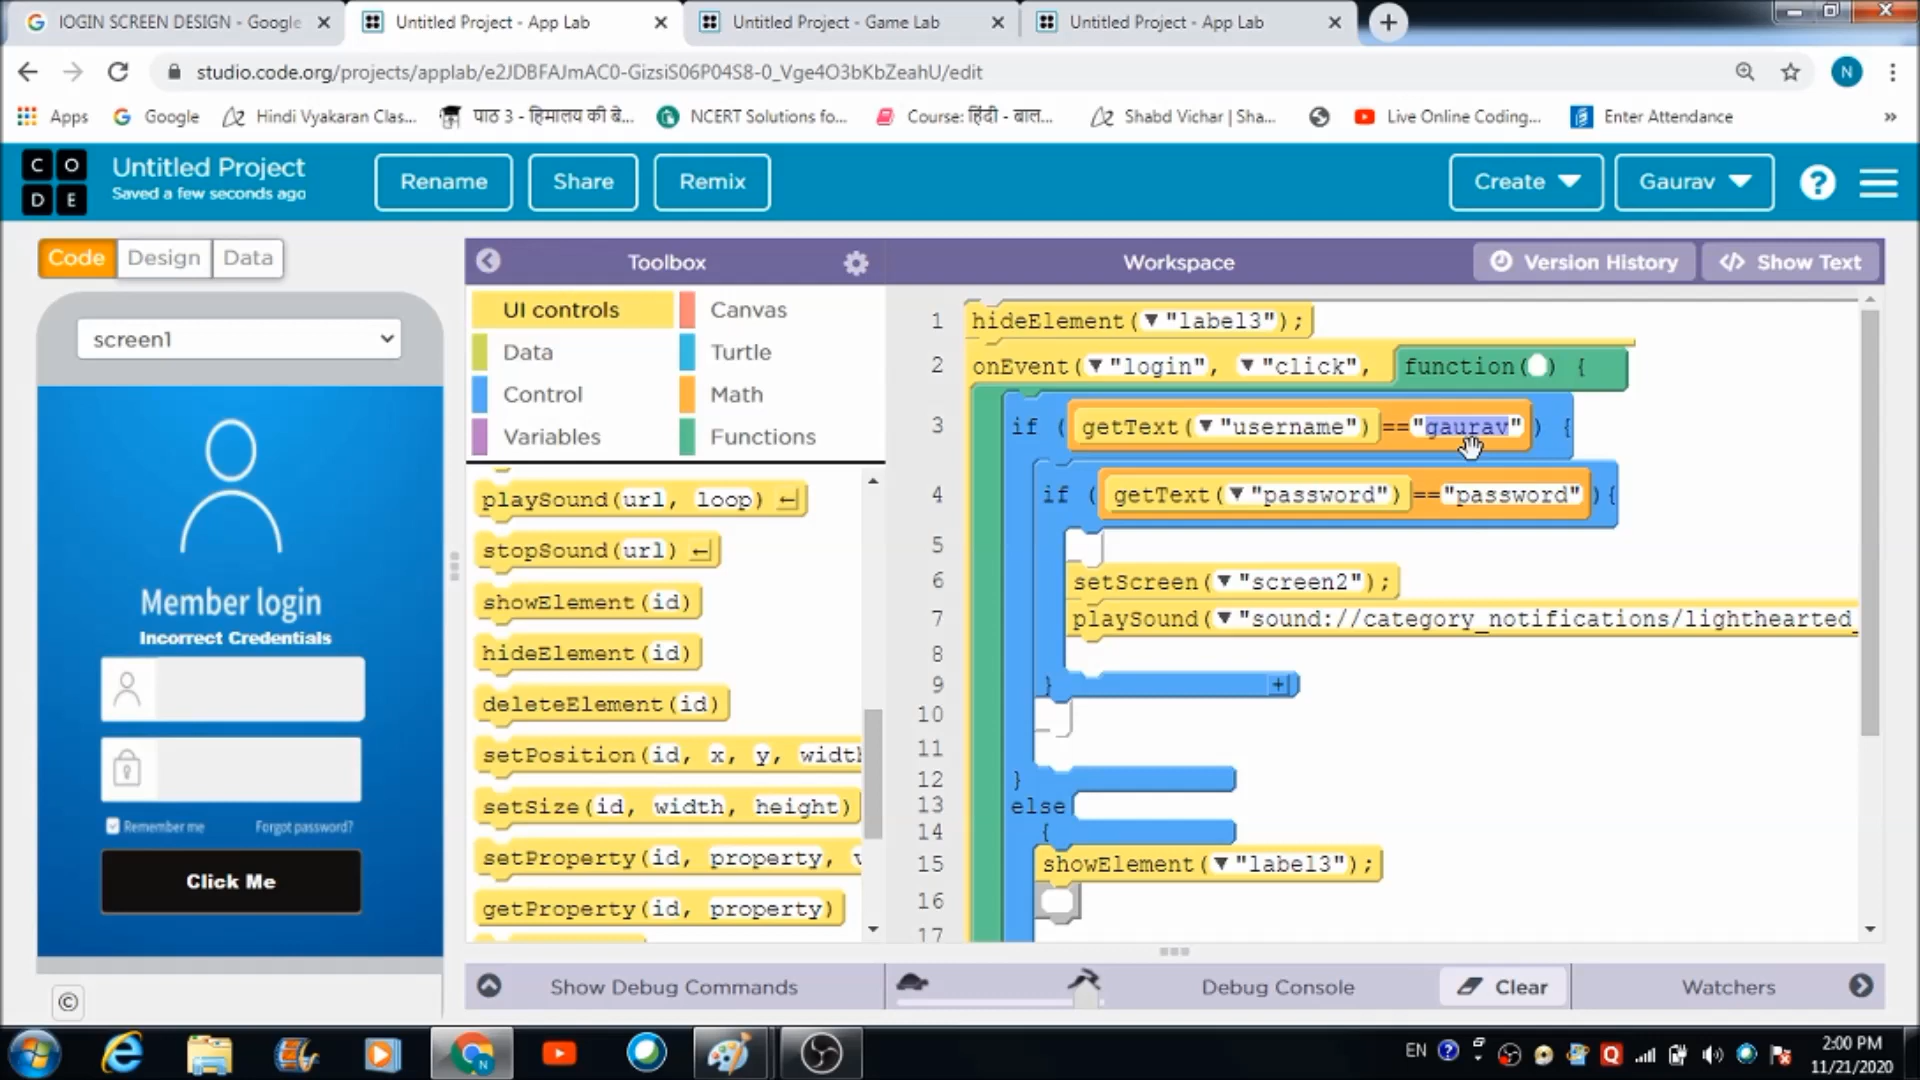 IOGIN SCREEN DESIGN - Google
Untitled Project - App Lab
Untitled Project - Game Lab
Untitled Project - App Lab
studio.code.org/projects/applab/e2JDBFAJmAC0-GizsiS06P04S8-0_Vge4O3bKbZeahU/edit
N
Apps
Google
Hindi Vyakaran Clas...
पाठ 3 - हिमालय की बे...
NCERT Solutions fo...
Course: हिंदी - बाल...
Shabd Vichar | Sha...
Live Online Coding...
Enter Attendance
»
C O
D E
Untitled Project
Saved a few seconds ago
Rename
Share
Remix
Create
Gaurav
?
Code
Design
Data
Toolbox
Workspace
Version History
Show Text
screen1
Member login
Incorrect Credentials
Remember me
Forgot password?
Click Me
UI controls
Canvas
Data
Turtle
Control
Math
Variables
Functions
playSound(url, loop)
stopSound(url)
showElement(id)
hideElement(id)
deleteElement(id)
setPosition(id, x, y, width
setSize(id, width, height)
setProperty(id, property, v
getProperty(id, property)
1 hideElement("label3");
2 onEvent("login", "click", function( ) {
3 if (getText("username")=="gaurav") {
4 if (getText("password")=="password"){
5
6 setScreen("screen2");
7 playSound("sound://category_notifications/lighthearted_
8
9 } +
10
11
12 }
13 else
14 {
15 showElement("label3");
16
17
Show Debug Commands
Debug Console
Clear
Watchers
EN
2:00 PM
11/21/2020